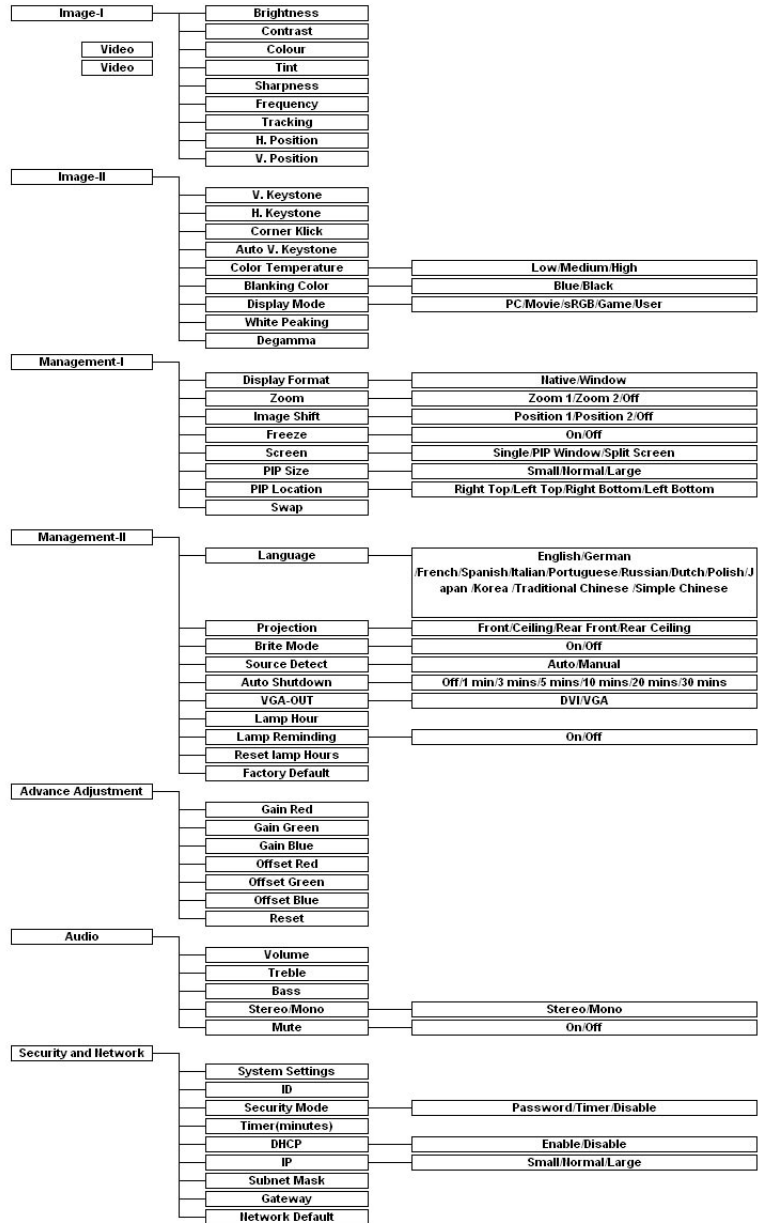 Image-I Brightness
Contrast
Video Colour
Video Tint
Sharpness
Frequency
Tracking
H. Position
V. Position
Image-II
V. Keystone
H. Keystone
Corner Klick
Auto V. Keystone
Color Temperature Low/Medium/High
Blanking Color Blue/Black
Display Mode PC/Movie/sRGB/Game/User
White Peaking
Degamma
Management-I
Display Format Native/Window
Zoom Zoom 1/Zoom 2/Off
Image Shift Position 1/Position 2/Off
Freeze On/Off
Screen Single/PIP Window/Split Screen
PIP Size Small/Normal/Large
PIP Location Right Top/Left Top/Right Bottom/Left Bottom
Swap
Management-II
Language English/German
/French/Spanish/Italian/Portuguese/Russian/Dutch/Polish/J
apan /Korea /Traditional Chinese /Simple Chinese
Projection Front/Ceiling/Rear Front/Rear Ceiling
Brite Mode On/Off
Source Detect Auto/Manual
Auto Shutdown Off/1 min/3 mins/5 mins/10 mins/20 mins/30 mins
VGA-OUT DVI/VGA
Lamp Hour
Lamp Reminding On/Off
Reset lamp Hours
Factory Default
Advance Adjustment
Gain Red
Gain Green
Gain Blue
Offset Red
Offset Green
Offset Blue
Reset
Audio
Volume
Treble
Bass
Stereo/Mono Stereo/Mono
Mute On/Off
Security and Network
System Settings
ID
Security Mode Password/Timer/Disable
Timer(minutes)
DHCP Enable/Disable
IP Small/Normal/Large
Subnet Mask
Gateway
Network Default